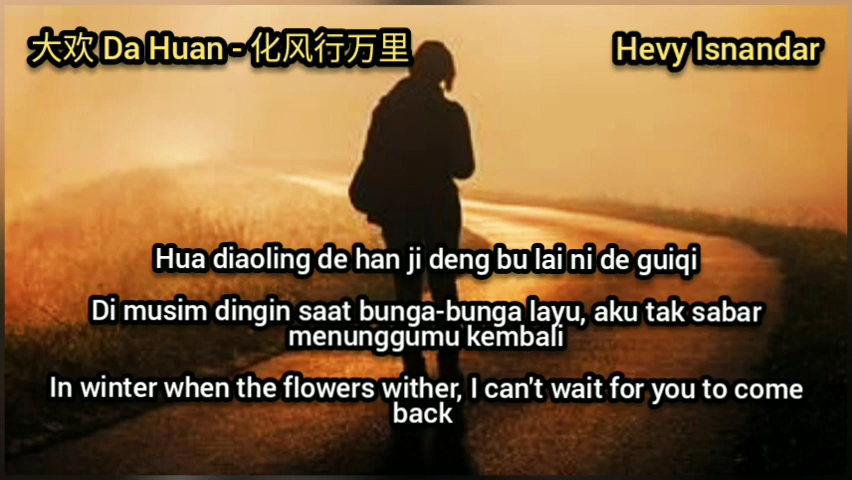 大欢 Da Huan - 化风行万里
Hevy Isnandar
Hua diaoling de han ji deng bu lai ni de guiqi
Di musim dingin saat bunga-bunga layu, aku tak sabar
menunggumu kembali
In winter when the flowers wither, I can't wait for you to come
back